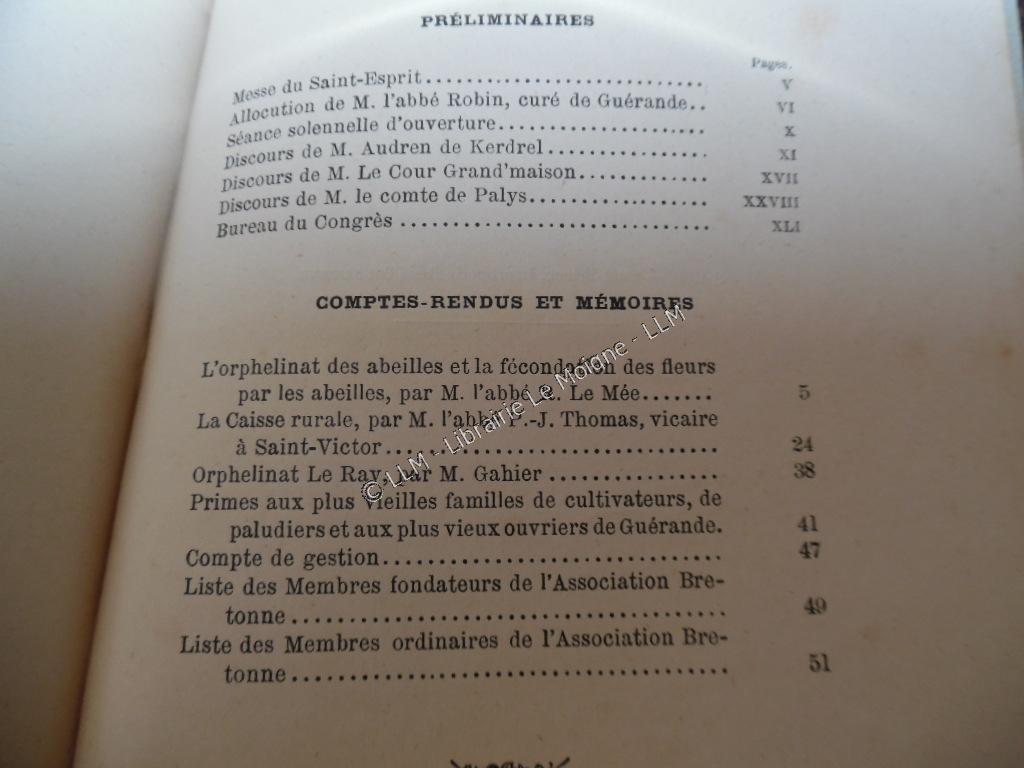 PRÉLIMINAIRES
Pages.
Messe du Saint-Esprit............................ V
Allocution de M. l'abbé Robin, curé de Guérande.. VI
Séance solennelle d'ouverture..................... X
Discours de M. Audren de Kerdrel................ XI
Discours de M. Le Cour Grand'maison............. XVII
Discours de M. le comte de Palys.................. XXVIII
Bureau du Congrès ............................... XLI
COMPTES-RENDUS ET MÉMOIRES
L'orphelinat des abeilles et la fécondation des fleurs
par les abeilles, par M. l'abbé Le Mée....... 5
La Caisse rurale, par M. l'abbé P.-J. Thomas, vicaire
à Saint-Victor................................. 24
Orphelinat Le Ray, par M. Gahier ................ 38
Primes aux plus vieilles familles de cultivateurs, de
paludiers et aux plus vieux ouvriers de Guérande. 41
Compte de gestion.................................. 47
Liste des Membres fondateurs de l'Association Bre-
tonne........................................... 49
Liste des Membres ordinaires de l'Association Bre-
tonne........................................... 51
© LLM - Librairie Le Moigne - LLM